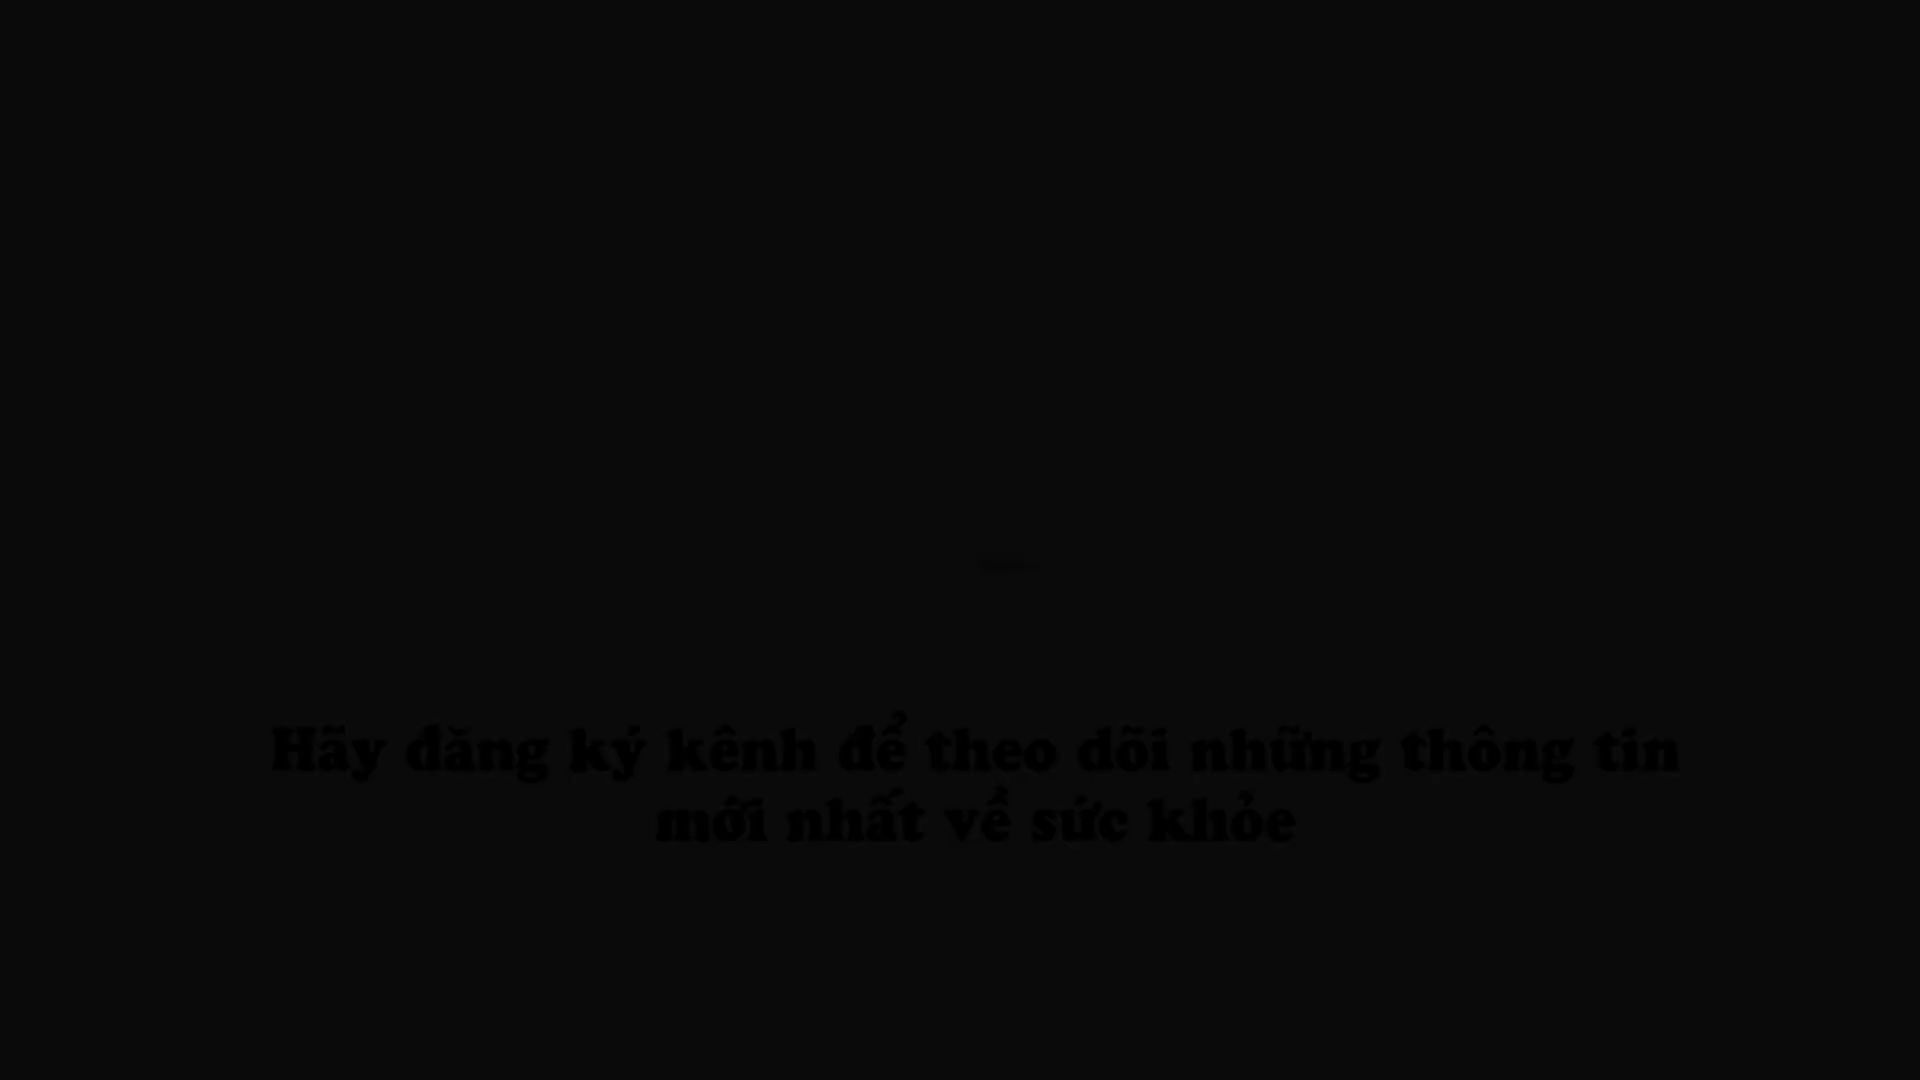 Hãy đăng ký kênh để theo dõi những thông tin
mới nhất về sức khỏe